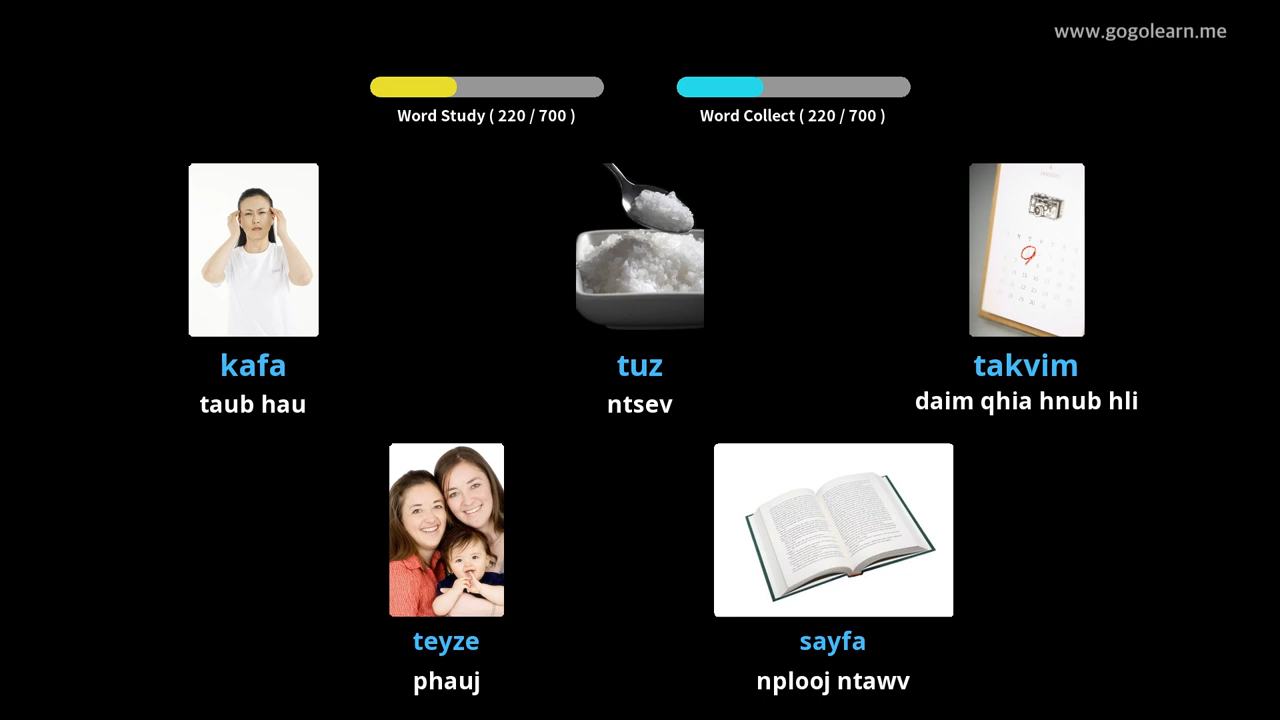 www.gogolearn.me
Word Study ( 220 / 700 )
Word Collect ( 220 / 700 )
kafa
taub hau
tuz
ntsev
takvim
daim qhia hnub hli
teyze
phauj
sayfa
nplooj ntawv